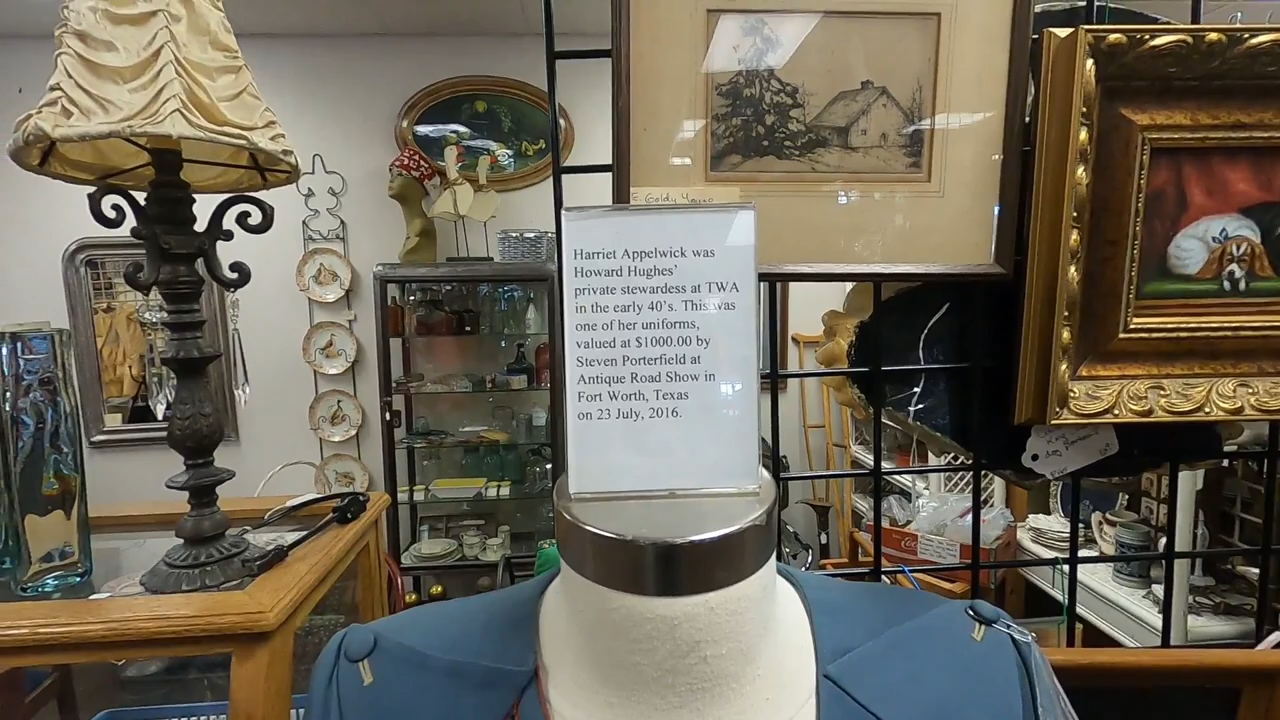 E. Goldy
Harriet Appelwick was
Howard Hughes'
private stewardess at TWA
in the early 40's. This was
one of her uniforms,
valued at $1000.00 by
Steven Porterfield at
Antique Road Show in
Fort Worth, Texas
on 23 July, 2016.